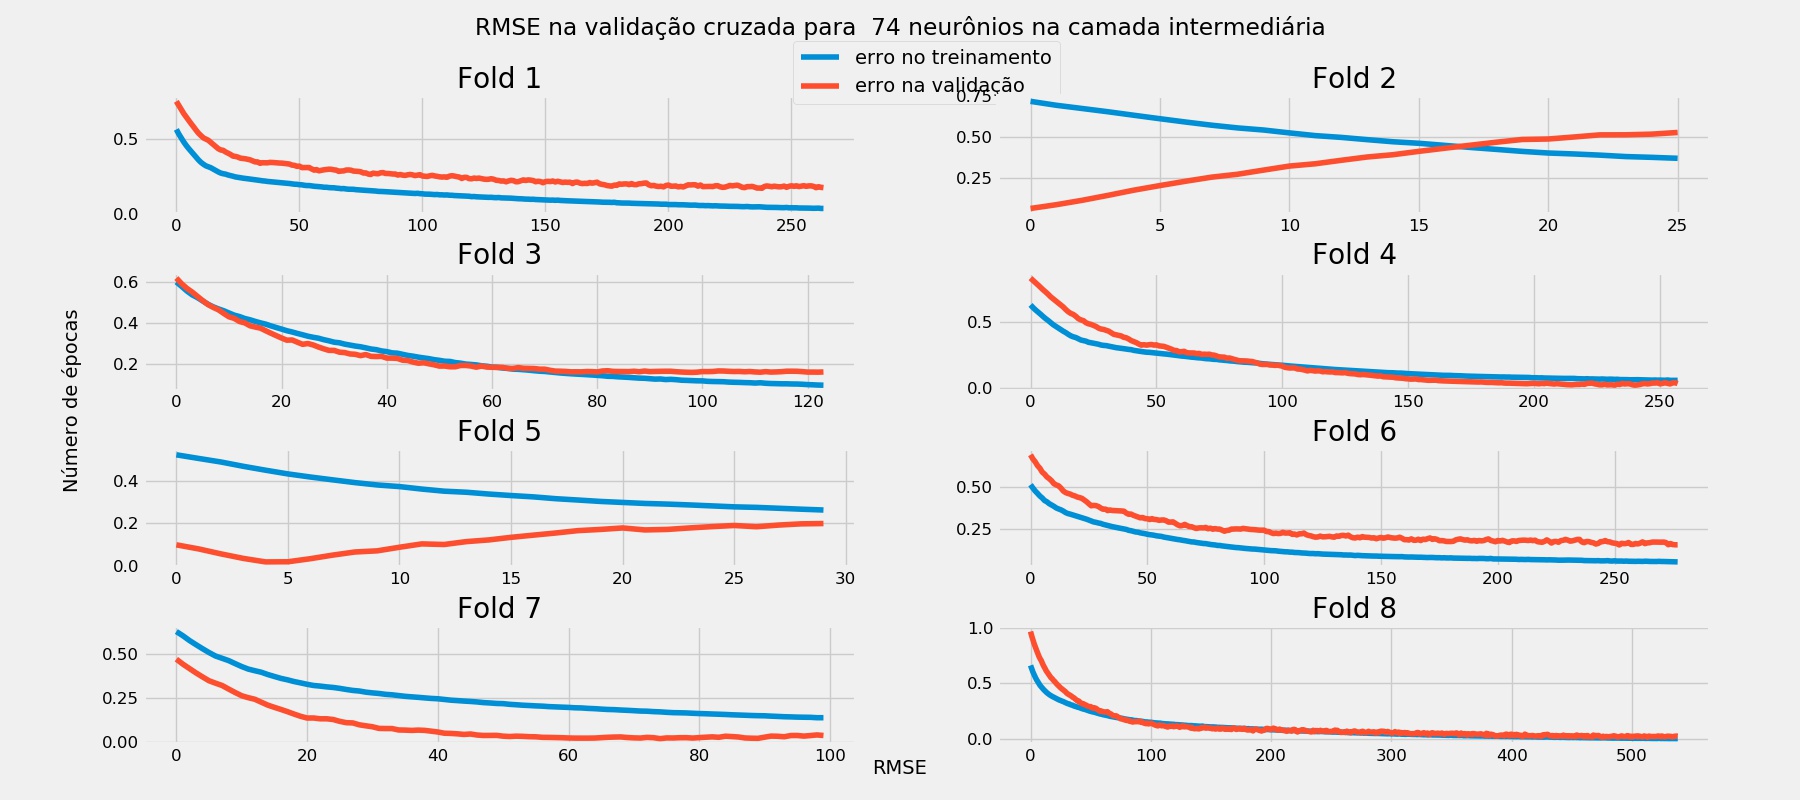 RMSE na validação cruzada para  74 neurônios na camada intermediária
erro no treinamento
erro na validação
Fold 1
0.5
0.0
0 50 100 150 200 250
Fold 2
0.75
0.50
0.25
0 5 10 15 20 25
Fold 3
0.6
0.4
0.2
0 20 40 60 80 100 120
Fold 4
0.5
0.0
0 50 100 150 200 250
Número de épocas
Fold 5
0.4
0.2
0.0
0 5 10 15 20 25 30
Fold 6
0.50
0.25
0 50 100 150 200 250
Fold 7
0.50
0.25
0.00
0 20 40 60 80 100
Fold 8
1.0
0.5
0.0
0 100 200 300 400 500
RMSE